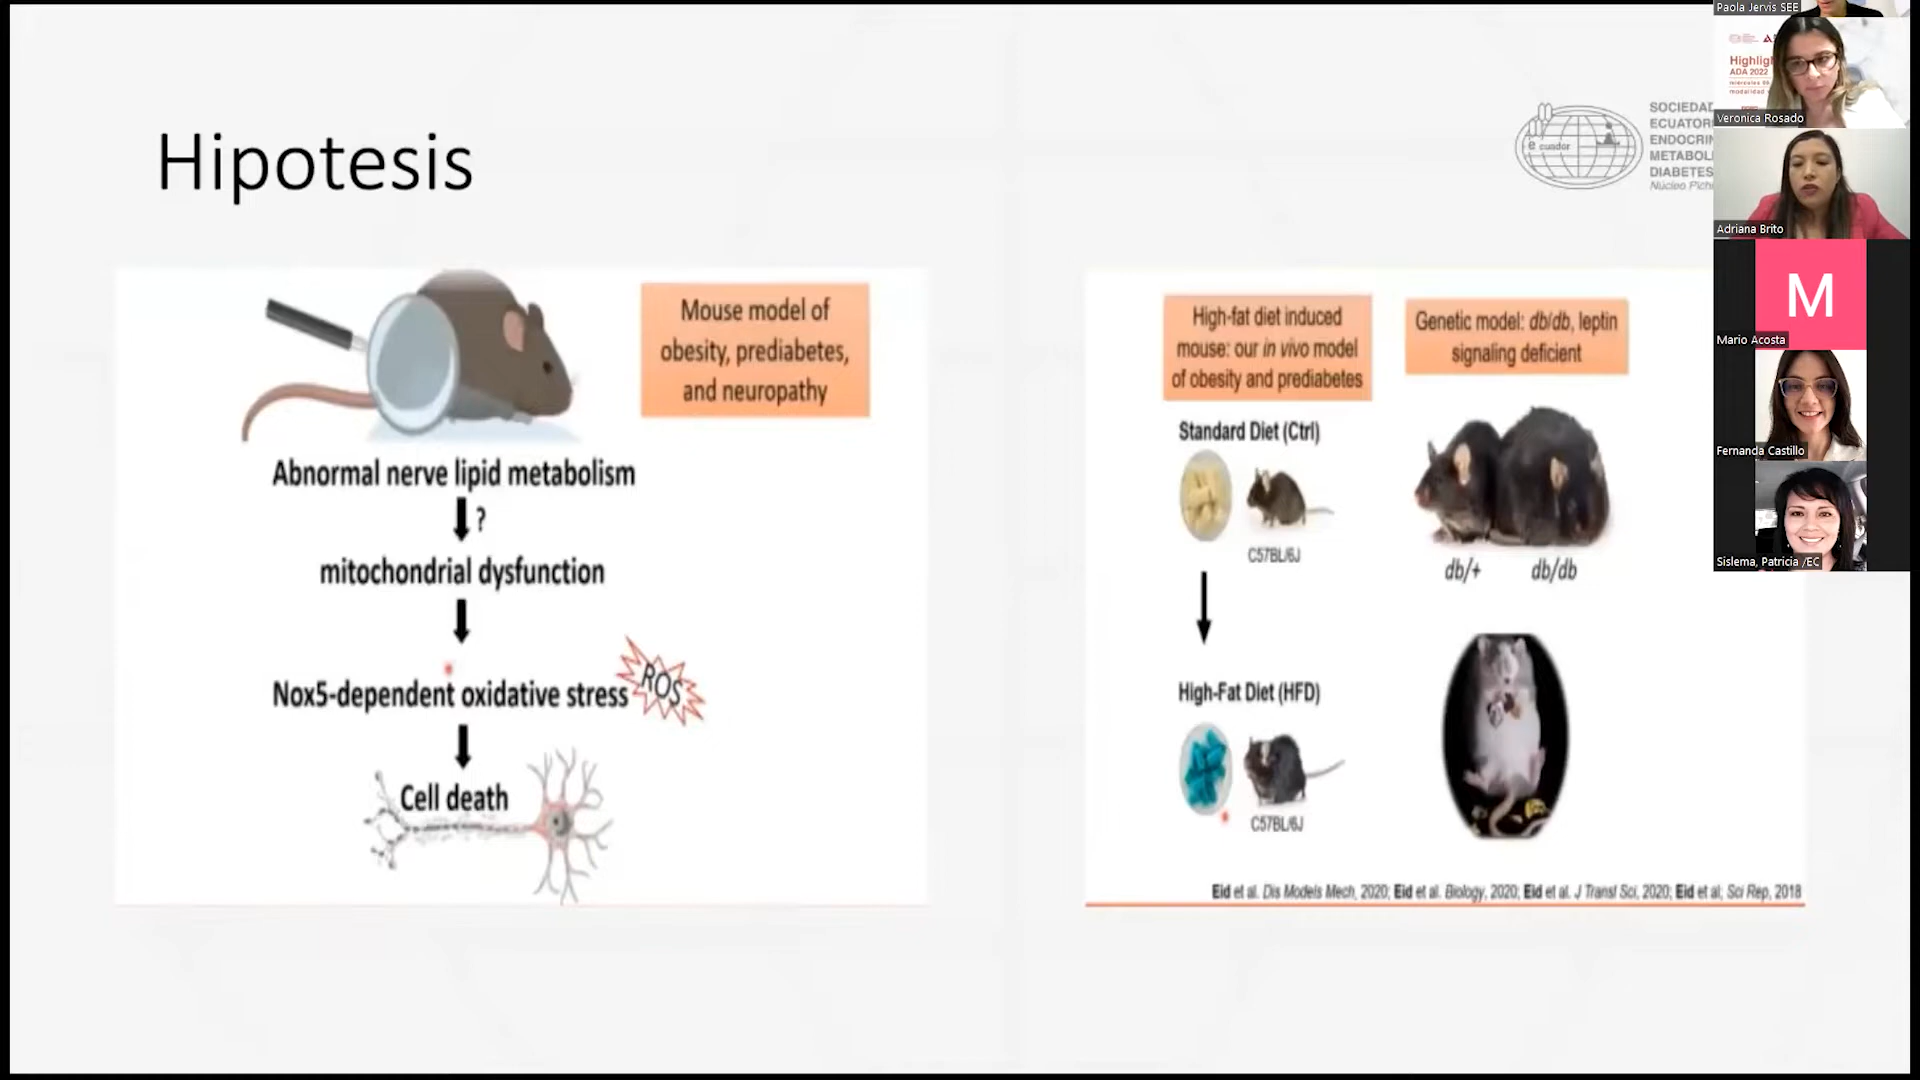 Hipotesis
SOCIEDAD
ECUATOR
ENDOCRIN
METABOL
DIABETES
Núcleo Pich
e cuador
Mouse model of
obesity, prediabetes,
and neuropathy
Abnormal nerve lipid metabolism
?
mitochondrial dysfunction
Nox5-dependent oxidative stress
ROS
Cell death
High-fat diet induced
mouse: our in vivo model
of obesity and prediabetes
Standard Diet (Ctrl)
C57BL/6J
High-Fat Diet (HFD)
C57BL/6J
Genetic model: db/db, leptin
signaling deficient
db/+
db/db
Eid et al. Dis Models Mech, 2020; Eid et al. Biology, 2020; Eid et al. J Transl Sci, 2020; Eid et al; Sci Rep, 2018
Paola Jervis SEE
Highlig
ADA 2022
Veronica Rosado
Adriana Brito
M
Mario Acosta
Fernanda Castillo
Sislema, Patricia /EC